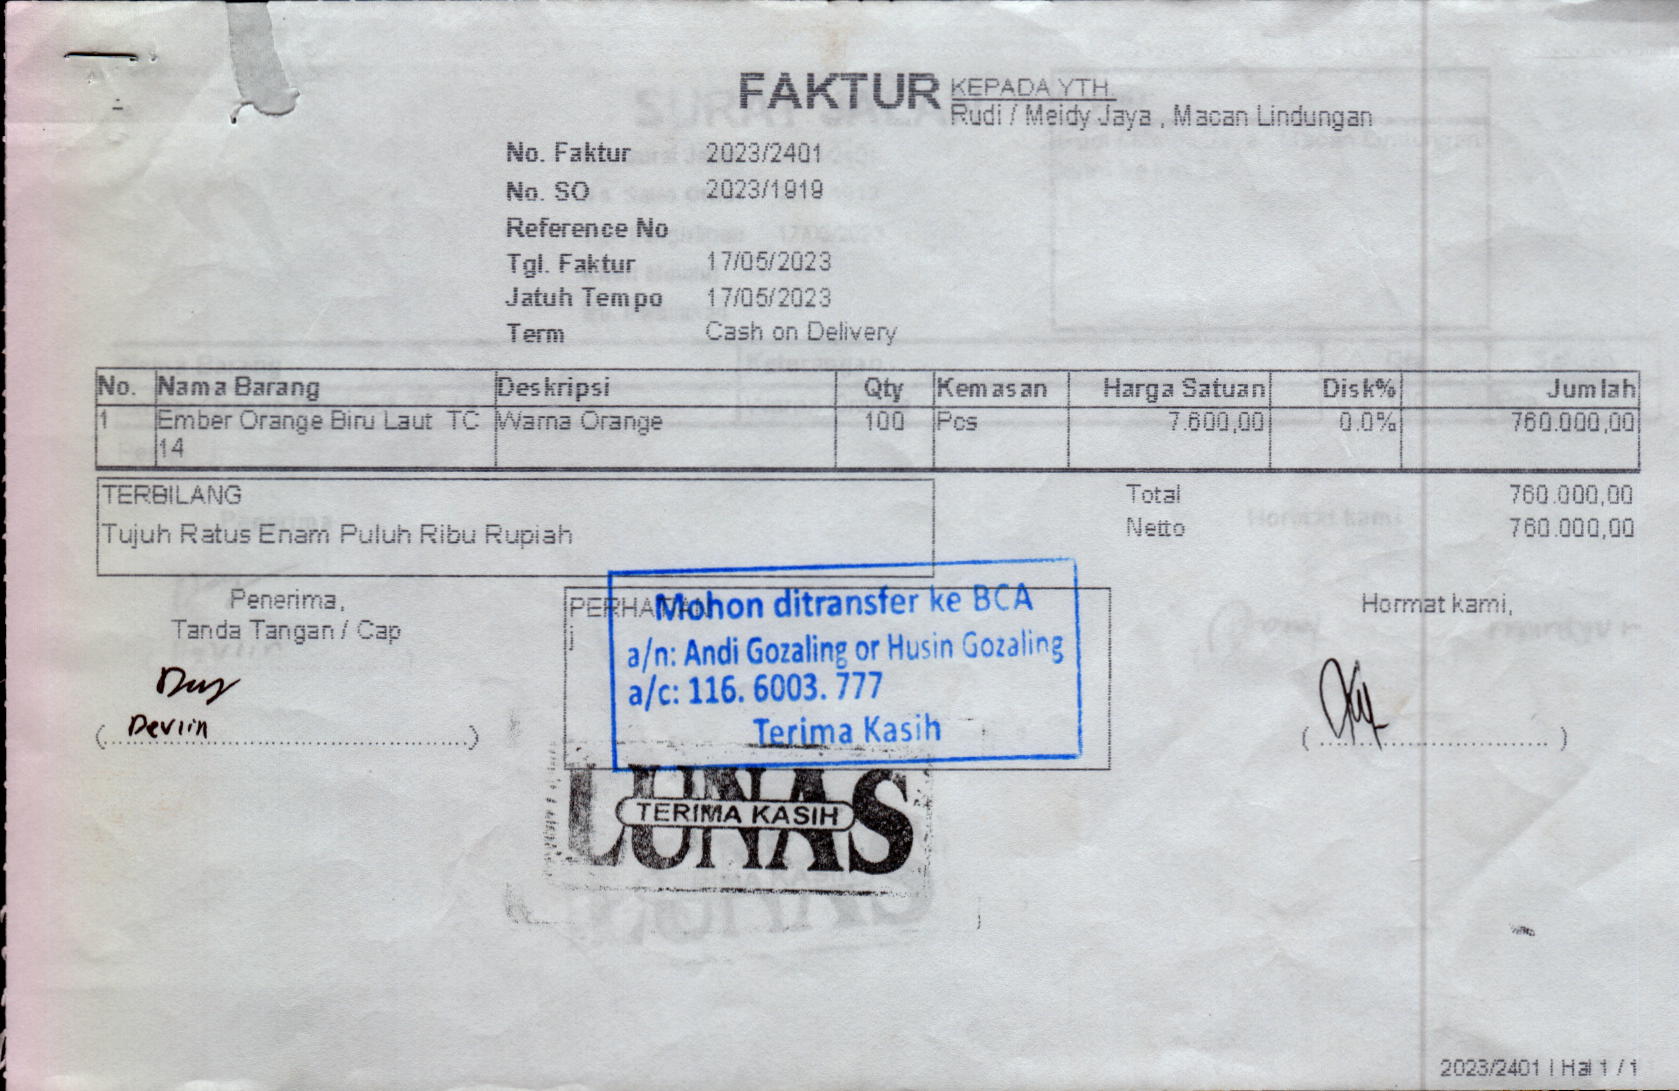 FAKTUR
KEPADA YTH.
Rudi / Meidy Jaya , Macan Lindungan
No. Faktur 2023/2401
No. SO 2023/1919
Reference No
Tgl. Faktur 17/05/2023
Jatuh Tempo 17/05/2023
Term Cash on Delivery
No. Nama Barang Deskripsi Qty Kemasan Harga Satuan Disk% Jumlah
1 Ember Orange Biru Laut TC Warna Orange 100 Pcs 7.600,00 0.0% 760.000,00
14
TERBILANG
Tujuh Ratus Enam Puluh Ribu Rupiah
Total 760.000,00
Netto 760.000,00
Penerima,
Tanda Tangan / Cap
Devlin
PERHATIAN
Mohon ditransfer ke BCA
a/n: Andi Gozaling or Husin Gozaling
a/c: 116. 6003. 777
Terima Kasih
LUNAS
TERIMA KASIH
Hormat kami,
2023/2401 | Hal 1 / 1